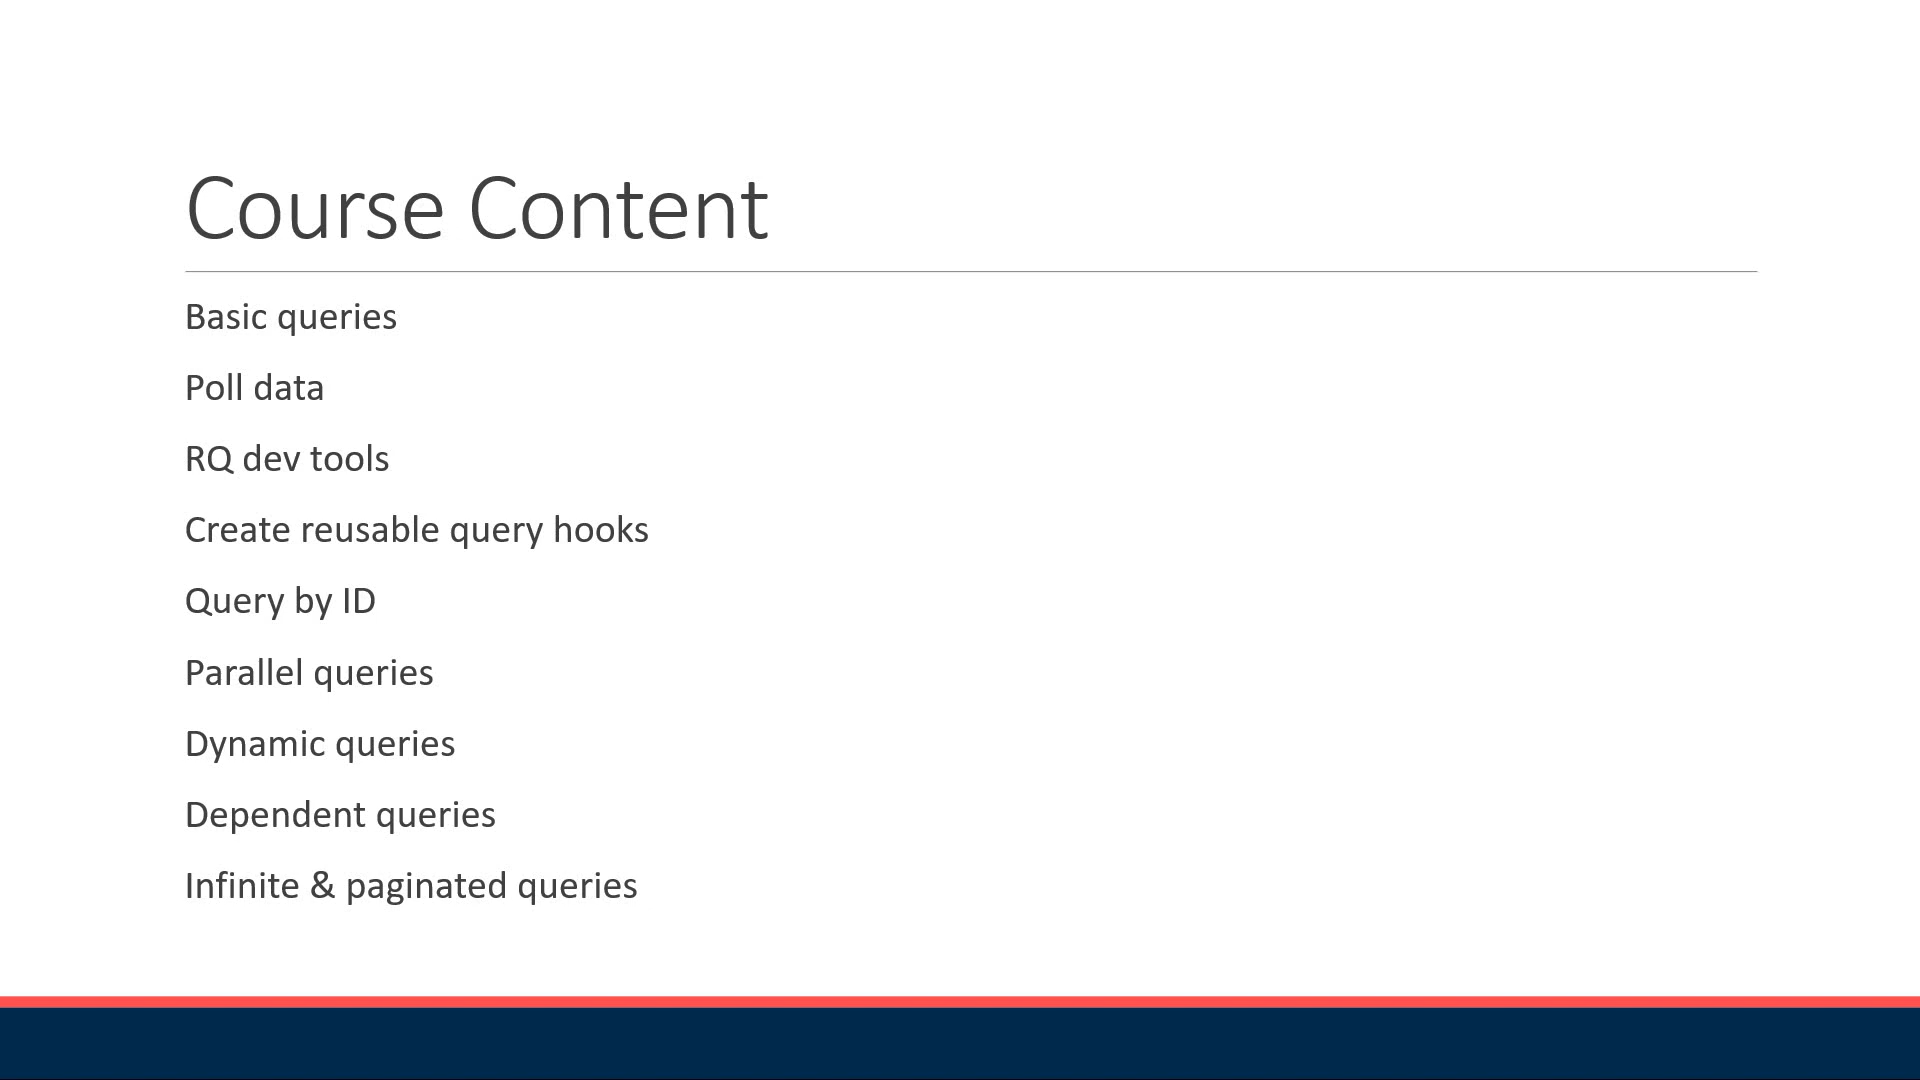 Course Content
Basic queries
Poll data
RQ dev tools
Create reusable query hooks
Query by ID
Parallel queries
Dynamic queries
Dependent queries
Infinite & paginated queries